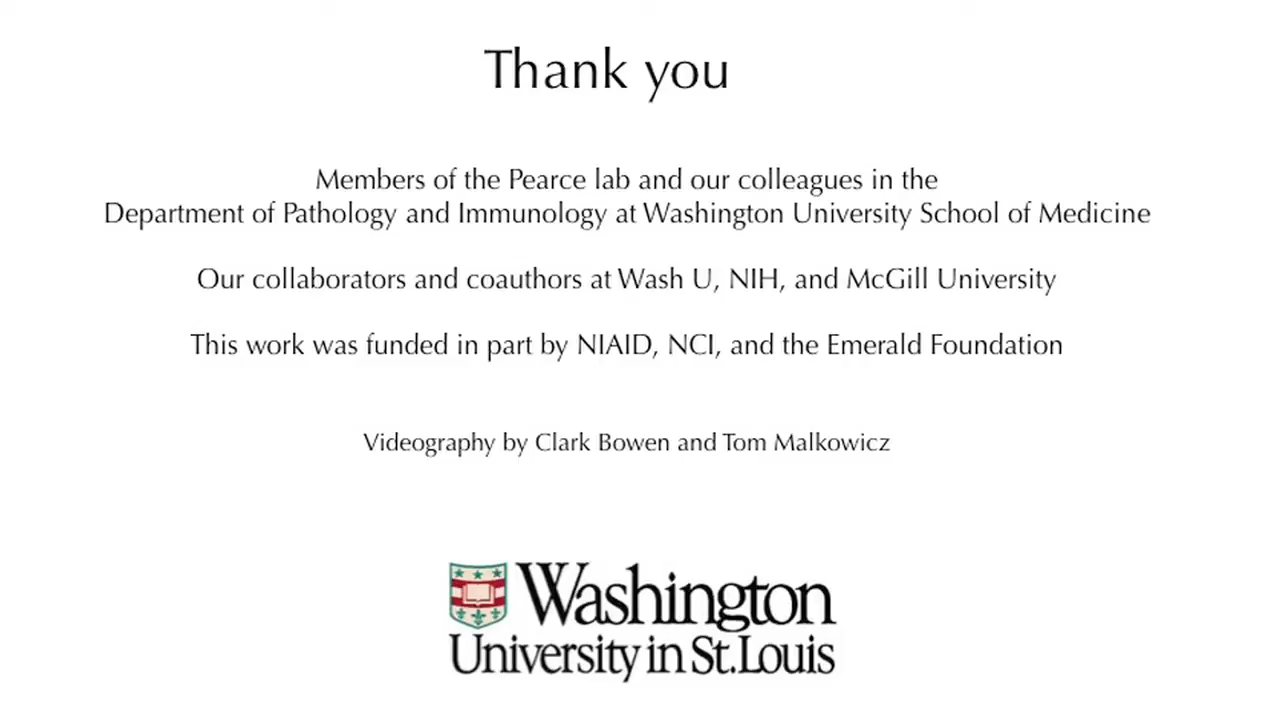 Thank you
Members of the Pearce lab and our colleagues in the
Department of Pathology and Immunology at Washington University School of Medicine
Our collaborators and coauthors at Wash U, NIH, and McGill University
This work was funded in part by NIAID, NCI, and the Emerald Foundation
Videography by Clark Bowen and Tom Malkowicz
Washington
University in St.Louis